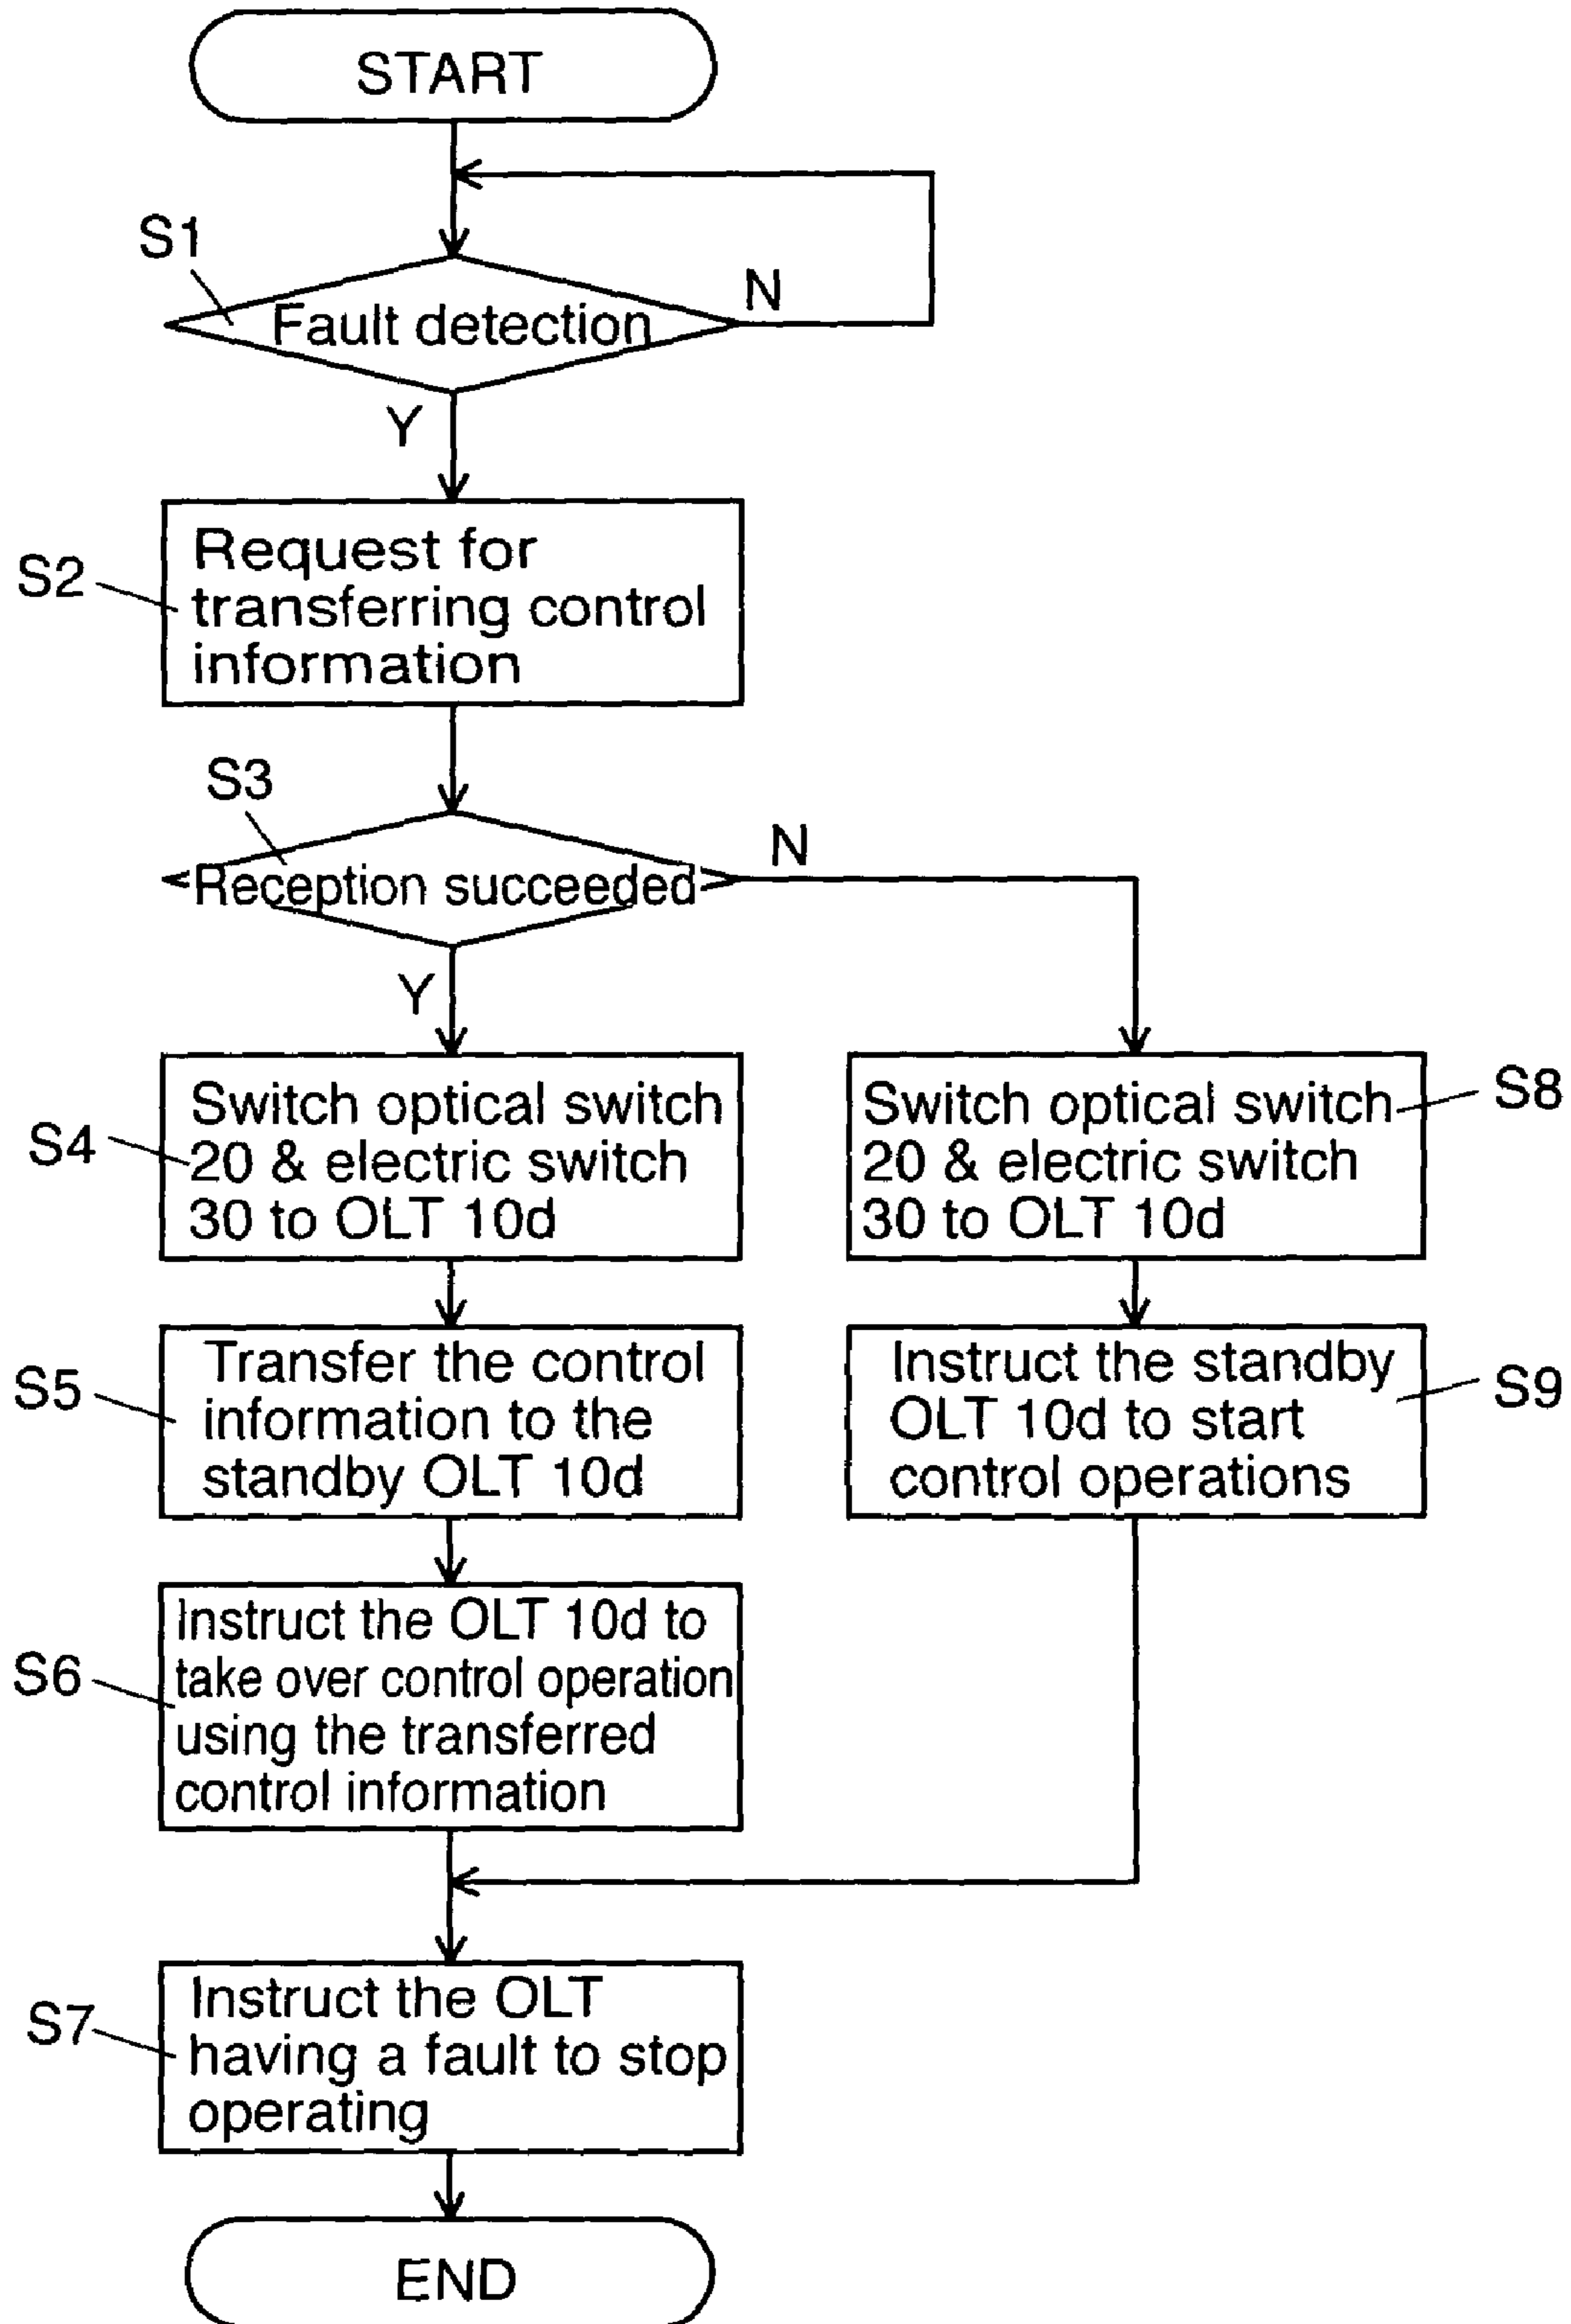 START
S1
N
Fault detection
Y
S2
Request for
transferring control
information
S3
N
Reception succeeded
Y
S4
Switch optical switch
20 & electric switch
30 to OLT 10d
S8
Switch optical switch
20 & electric switch
30 to OLT 10d
S5
Transfer the control
information to the
standby OLT 10d
S9
Instruct the standby
OLT 10d to start
control operations
S6
Instruct the OLT 10d to
take over control operation
using the transferred
control information
S7
Instruct the OLT
having a fault to stop
operating
END